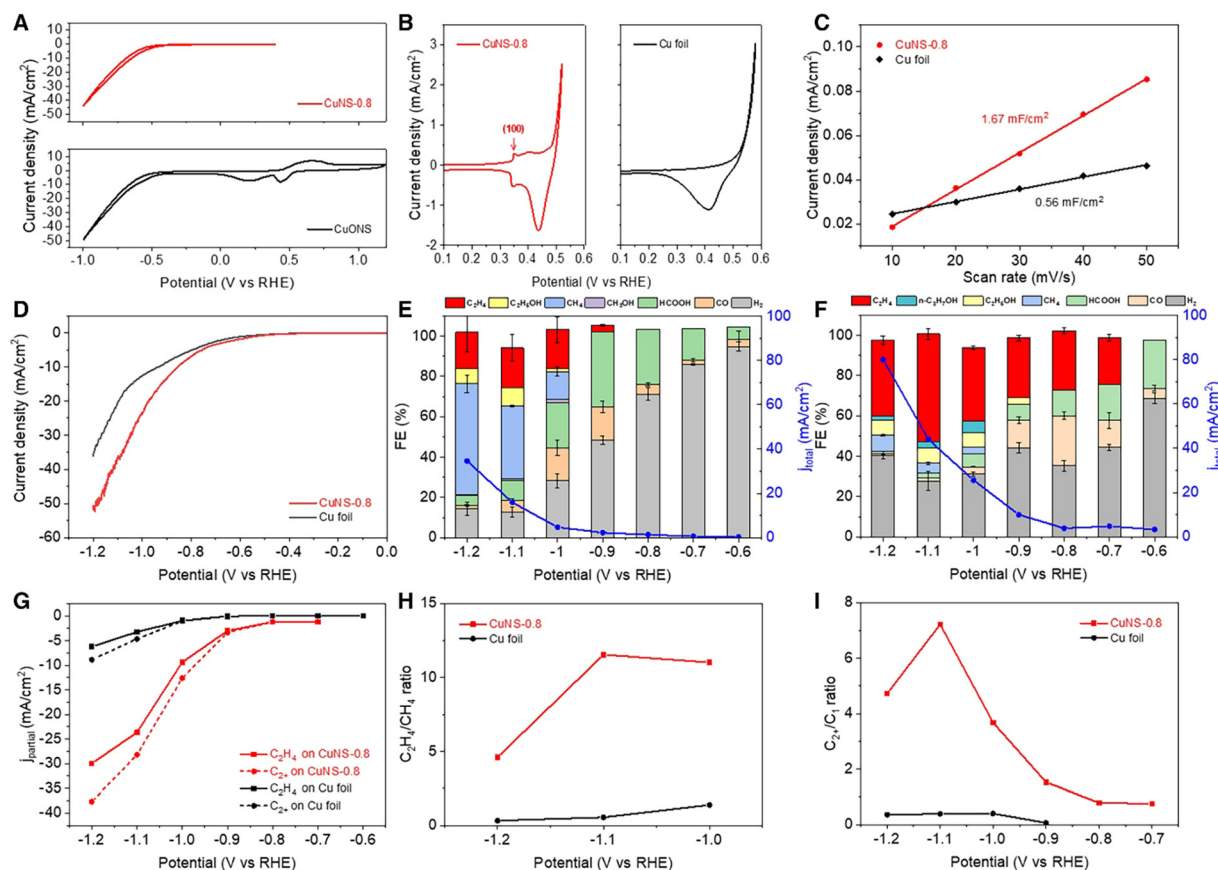 A
Current density (mA/cm²)
10
0
-10
-20
-30
-40
-50
CuNS-0.8
10
0
-10
-20
-30
-40
-50
CuONS
-1.0 -0.5 0.0 0.5 1.0
Potential (V vs RHE)
B
Current density (mA/cm²)
3
2
1
0
-1
-2
CuNS-0.8
(100)
0.1 0.2 0.3 0.4 0.5 0.6
Cu foil
0.1 0.2 0.3 0.4 0.5 0.6
Potential (V vs RHE)
C
Current density (mA/cm²)
0.10
0.08
0.06
0.04
0.02
CuNS-0.8
Cu foil
1.67 mF/cm²
0.56 mF/cm²
10 20 30 40 50
Scan rate (mV/s)
D
Current density (mA/cm²)
0
-10
-20
-30
-40
-50
-60
CuNS-0.8
Cu foil
-1.2 -1.0 -0.8 -0.6 -0.4 -0.2 0.0
Potential (V vs RHE)
E
C₂H₄ C₂H₅OH CH₄ CH₃OH HCOOH CO H₂
FE (%)
100
80
60
40
20
0
100
80
60
40
20
0
j_total (mA/cm²)
-1.2 -1.1 -1 -0.9 -0.8 -0.7 -0.6
Potential (V vs RHE)
F
C₂H₄ n-C₃H₇OH C₂H₅OH CH₄ HCOOH CO H₂
FE (%)
100
80
60
40
20
0
100
80
60
40
20
0
j_total (mA/cm²)
-1.2 -1.1 -1 -0.9 -0.8 -0.7 -0.6
Potential (V vs RHE)
G
j_partial (mA/cm²)
0
-5
-10
-15
-20
-25
-30
-35
-40
C₂H₄ on CuNS-0.8
C₂₊ on CuNS-0.8
C₂H₄ on Cu foil
C₂₊ on Cu foil
-1.2 -1.1 -1.0 -0.9 -0.8 -0.7 -0.6
Potential (V vs RHE)
H
C₂H₄/CH₄ ratio
15
10
5
0
CuNS-0.8
Cu foil
-1.2 -1.1 -1.0
Potential (V vs RHE)
I
C₂₊/C₁ ratio
8
6
4
2
0
CuNS-0.8
Cu foil
-1.2 -1.1 -1.0 -0.9 -0.8 -0.7
Potential (V vs RHE)